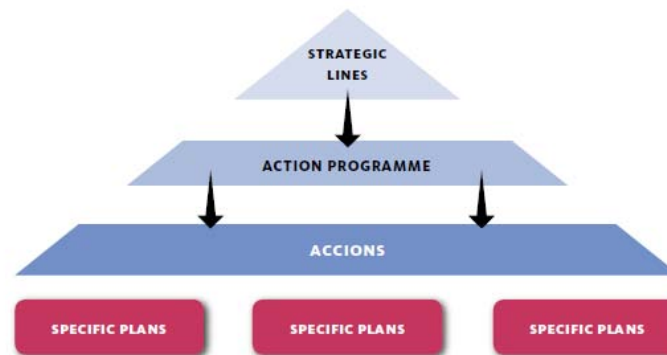 STRATEGIC
LINES
ACTION PROGRAMME
ACCIONS
SPECIFIC PLANS
SPECIFIC PLANS
SPECIFIC PLANS